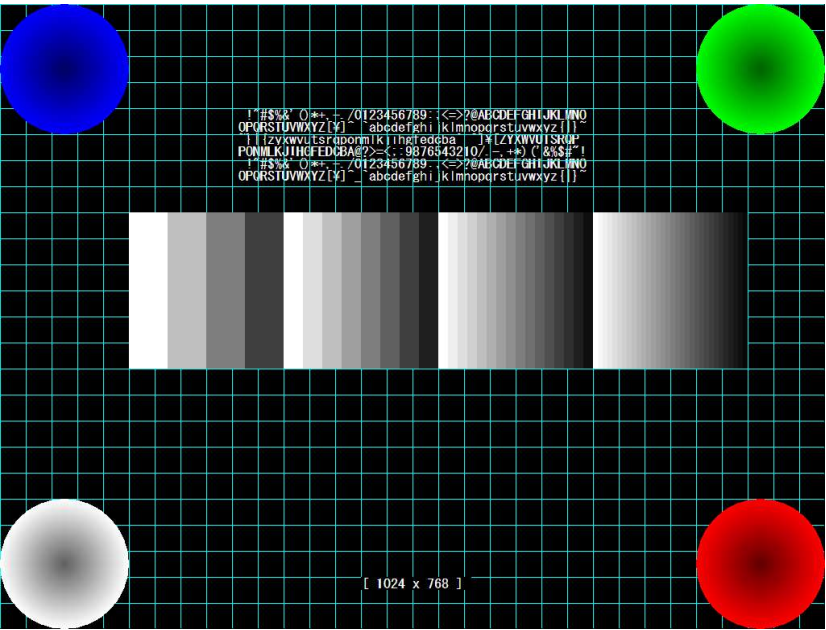 !"#$%&'()*+,-./0123456789:;<=>?@ABCDEFGHIJKLMNO
PQRSTUVWXYZ[¥]^_`abcdefghijklmnopqrstuvwxyz{|}~
~}|{zyxwvutsrqponmlkjihgfedcba`_^]¥[ZYXWVUTSRQP
ONMLKJIHGFEDCBA@?>=<;:9876543210/.-,+*)('&%$#"!
!"#$%&'()*+,-./0123456789:;<=>?@ABCDEFGHIJKLMNO
PQRSTUVWXYZ[¥]^_`abcdefghijklmnopqrstuvwxyz{|}~
[ 1024 x 768 ]